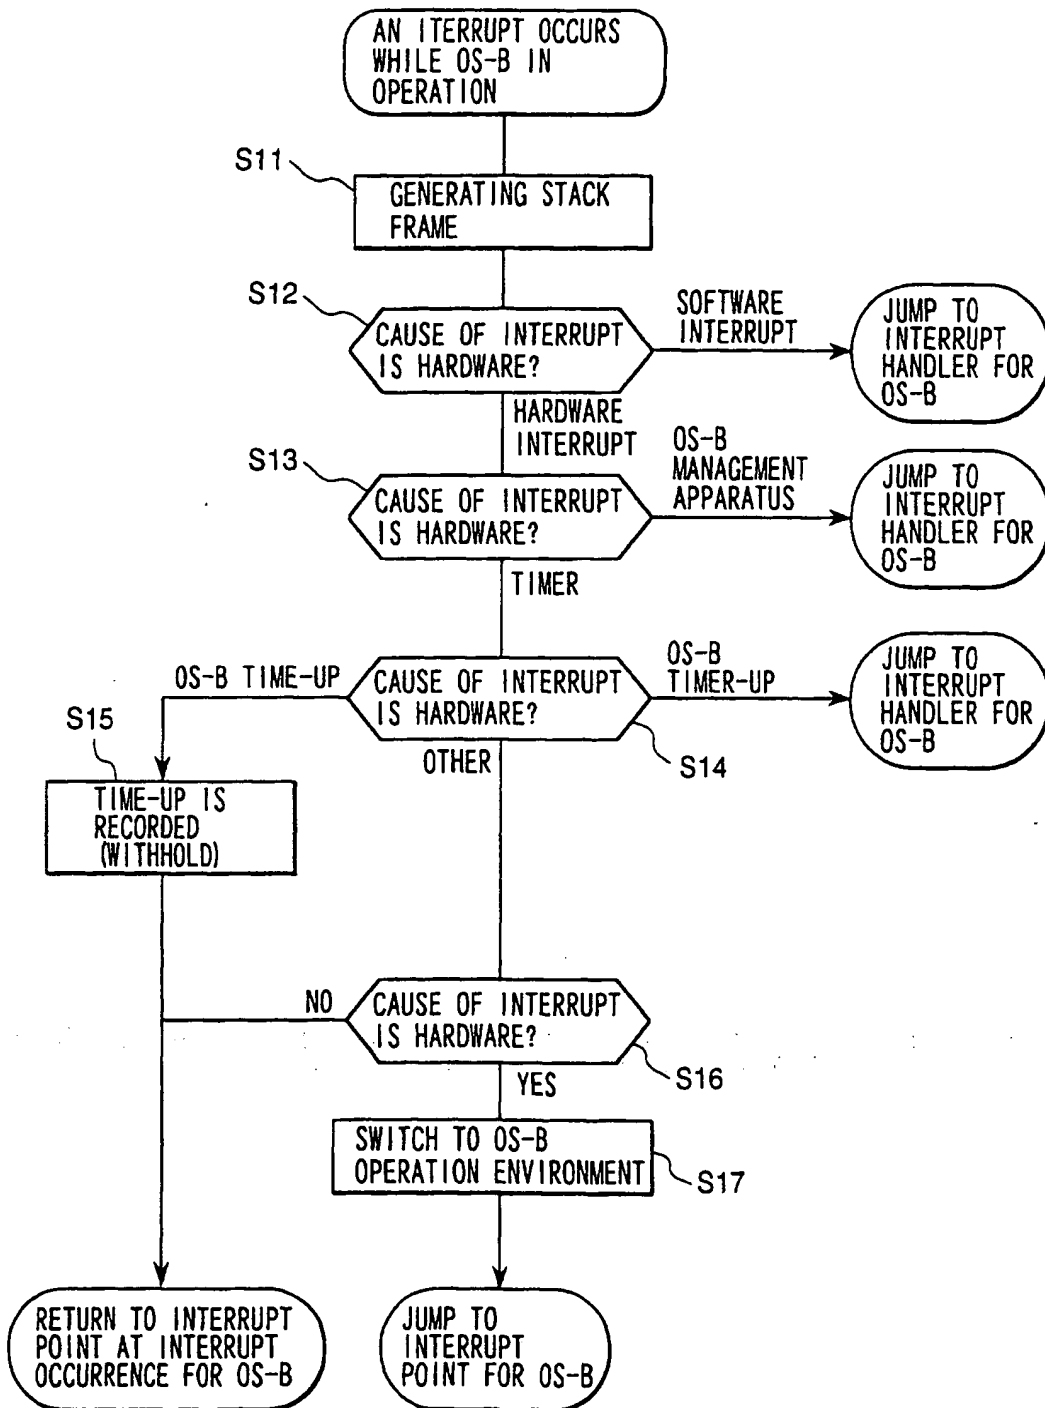 AN ITERRUPT OCCURS
WHILE OS-B IN
OPERATION
S11
GENERATING STACK
FRAME
S12
CAUSE OF INTERRUPT
IS HARDWARE?
SOFTWARE
INTERRUPT
JUMP TO
INTERRUPT
HANDLER FOR
OS-B
HARDWARE
INTERRUPT
S13
CAUSE OF INTERRUPT
IS HARDWARE?
OS-B
MANAGEMENT
APPARATUS
JUMP TO
INTERRUPT
HANDLER FOR
OS-B
TIMER
OS-B TIME-UP
CAUSE OF INTERRUPT
IS HARDWARE?
OS-B
TIMER-UP
JUMP TO
INTERRUPT
HANDLER FOR
OS-B
S14
OTHER
S15
TIME-UP IS
RECORDED
(WITHHOLD)
NO
CAUSE OF INTERRUPT
IS HARDWARE?
S16
YES
SWITCH TO OS-B
OPERATION ENVIRONMENT
S17
RETURN TO INTERRUPT
POINT AT INTERRUPT
OCCURRENCE FOR OS-B
JUMP TO
INTERRUPT
POINT FOR OS-B